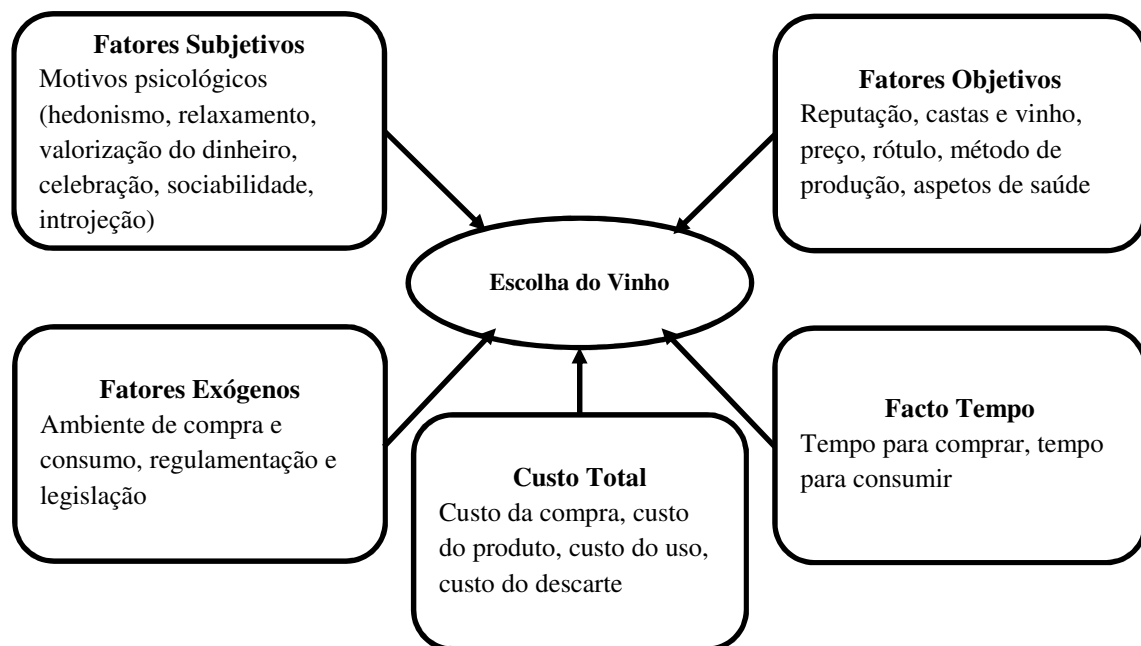 Fatores Subjetivos
Motivos psicológicos
(hedonismo, relaxamento,
valorização do dinheiro,
celebração, sociabilidade,
introjeção)
Fatores Objetivos
Reputação, castas e vinho,
preço, rótulo, método de
produção, aspetos de saúde
Escolha do Vinho
Fatores Exógenos
Ambiente de compra e
consumo, regulamentação e
legislação
Custo Total
Custo da compra, custo
do produto, custo do uso,
custo do descarte
Facto Tempo
Tempo para comprar, tempo
para consumir